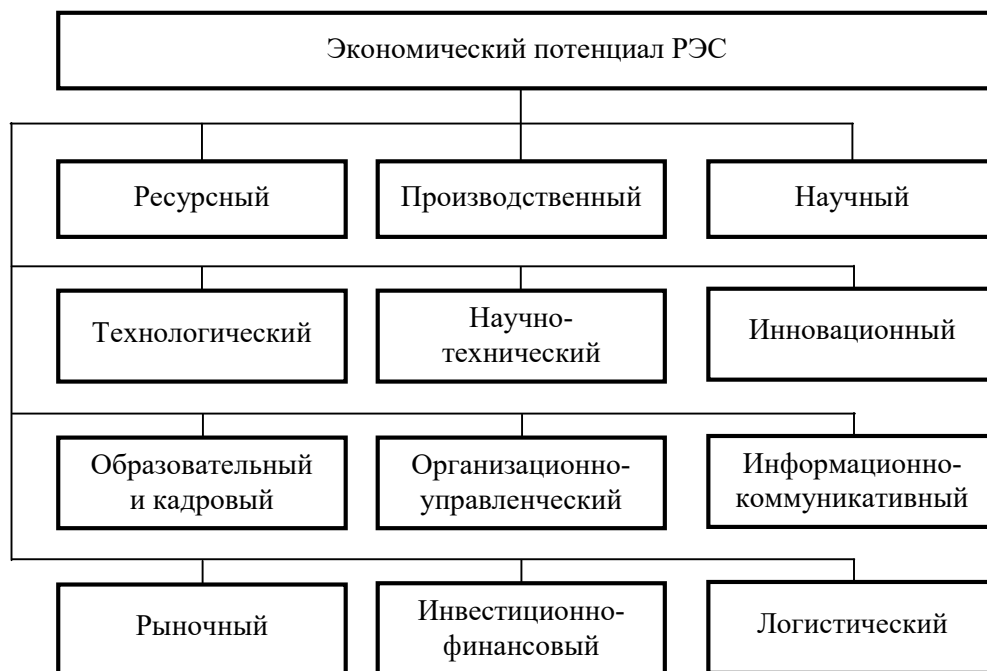 Экономический потенциал РЭС
Ресурсный
Производственный
Научный
Технологический
Научно-
технический
Инновационный
Образовательный
и кадровый
Организационно-
управленческий
Информационно-
коммуникативный
Рыночный
Инвестиционно-
финансовый
Логистический